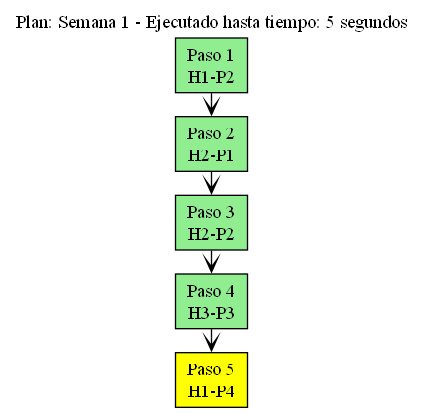 Plan: Semana 1 - Ejecutado hasta tiempo: 5 segundos
Paso 1
H1-P2
Paso 2
H2-P1
Paso 3
H2-P2
Paso 4
H3-P3
Paso 5
H1-P4